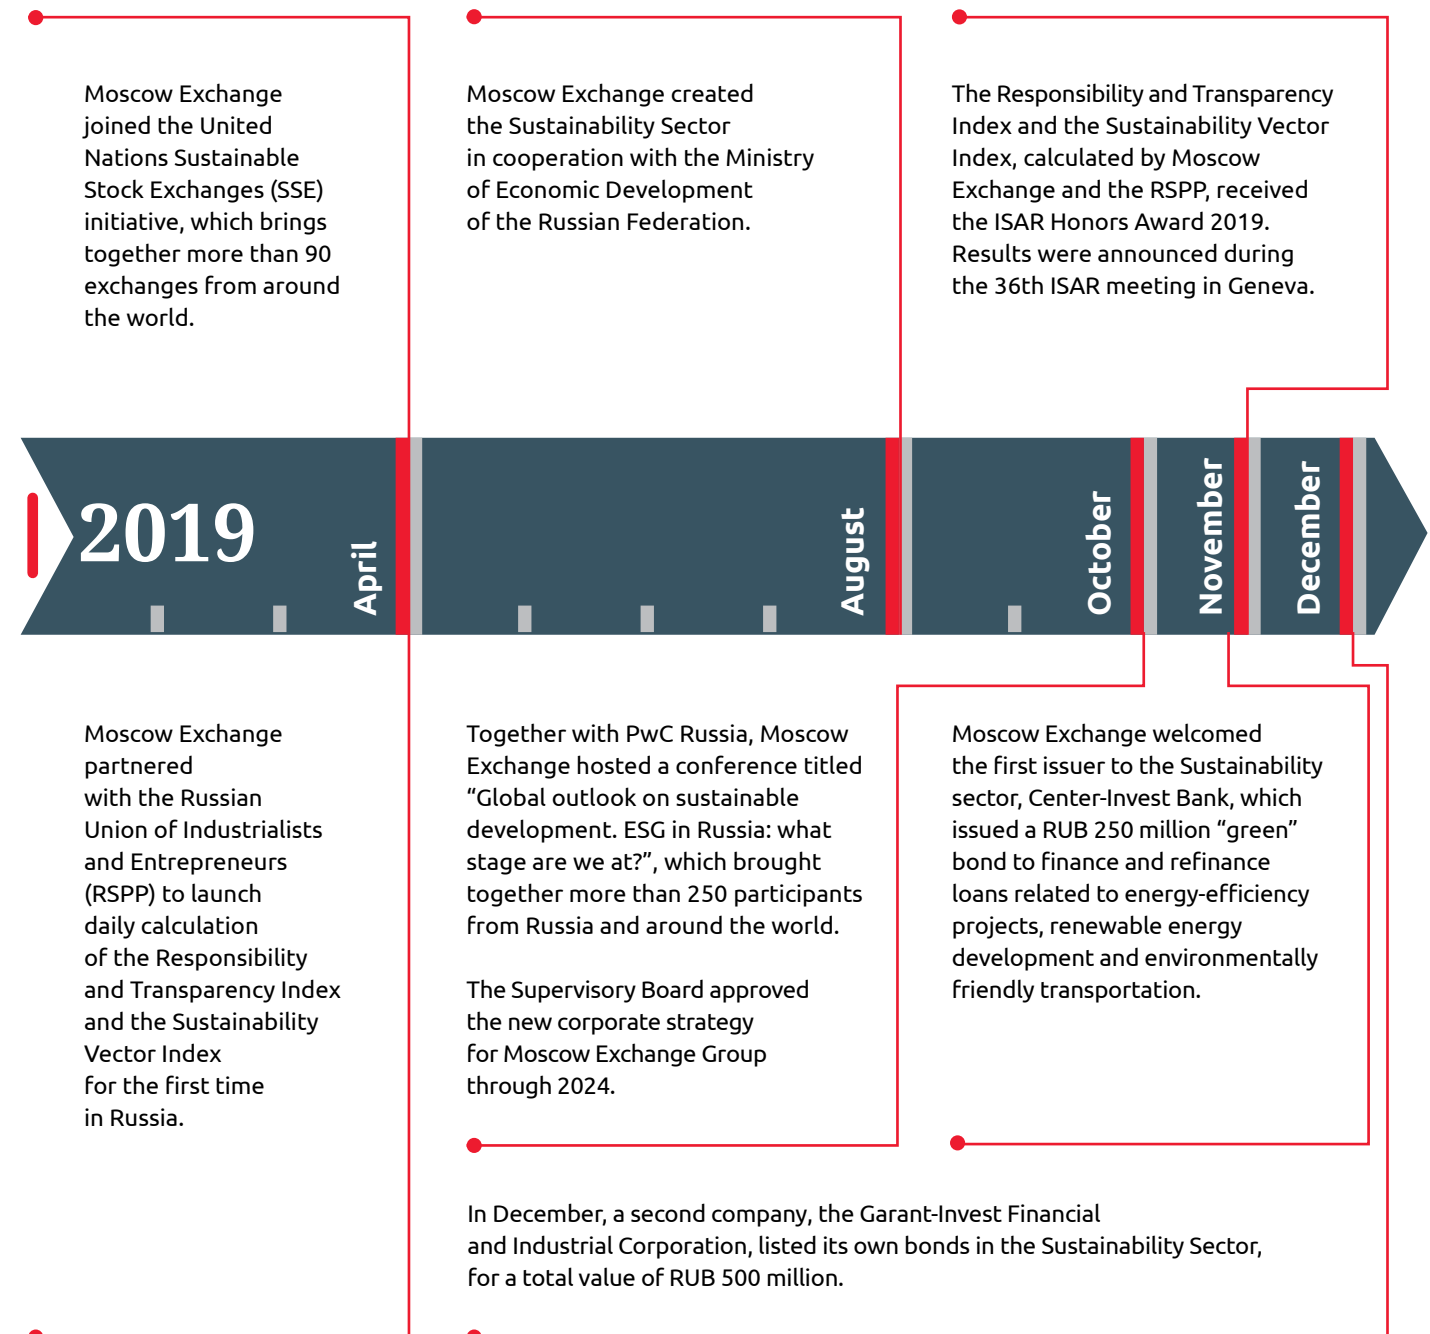 Moscow Exchange
joined the United
Nations Sustainable
Stock Exchanges (SSE)
initiative, which brings
together more than 90
exchanges from around
the world.
Moscow Exchange created
the Sustainability Sector
in cooperation with the Ministry
of Economic Development
of the Russian Federation.
The Responsibility and Transparency
Index and the Sustainability Vector
Index, calculated by Moscow
Exchange and the RSPP, received
the ISAR Honors Award 2019.
Results were announced during
the 36th ISAR meeting in Geneva.
2019
April
August
October
November
December
Moscow Exchange
partnered
with the Russian
Union of Industrialists
and Entrepreneurs
(RSPP) to launch
daily calculation
of the Responsibility
and Transparency Index
and the Sustainability
Vector Index
for the first time
in Russia.
Together with PwC Russia, Moscow
Exchange hosted a conference titled
“Global outlook on sustainable
development. ESG in Russia: what
stage are we at?”, which brought
together more than 250 participants
from Russia and around the world.
The Supervisory Board approved
the new corporate strategy
for Moscow Exchange Group
through 2024.
Moscow Exchange welcomed
the first issuer to the Sustainability
sector, Center-Invest Bank, which
issued a RUB 250 million “green”
bond to finance and refinance
loans related to energy-efficiency
projects, renewable energy
development and environmentally
friendly transportation.
In December, a second company, the Garant-Invest Financial
and Industrial Corporation, listed its own bonds in the Sustainability Sector,
for a total value of RUB 500 million.